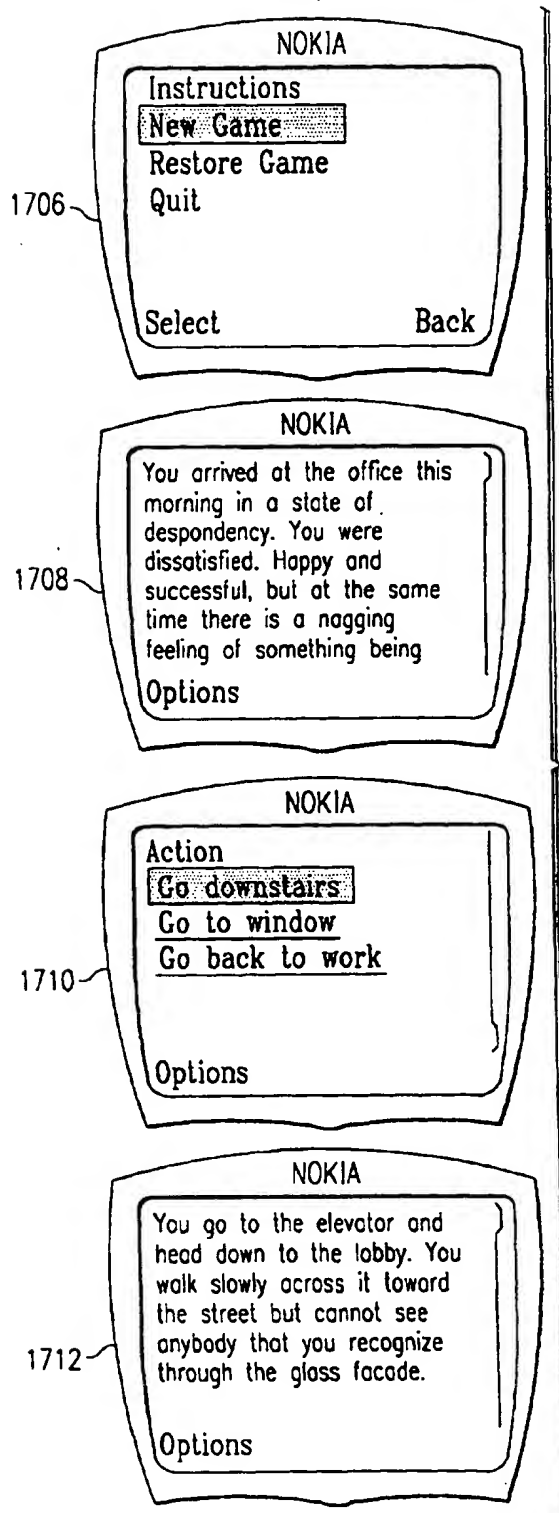 NOKIA
Instructions
New Game
Restore Game
1706
Quit
Select Back
NOKIA
You arrived at the office this
morning in a state of
despondency. You were
dissatisfied. Happy and
1708
successful, but at the same
time there is a nagging
feeling of something being
Options
NOKIA
Action
Go downstairs
Go to window
Go back to work
1710
Options
NOKIA
You go to the elevator and
head down to the lobby. You
walk slowly across it toward
the street but cannot see
anybody that you recognize
1712
through the glass facade.
Options